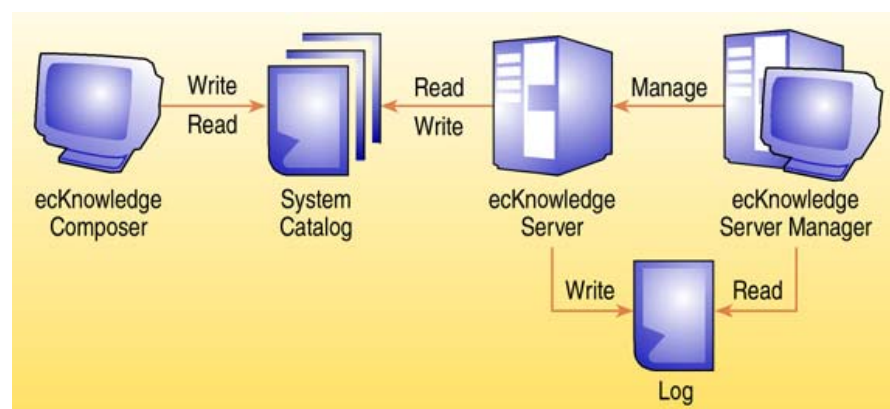 Write
Read
Read
Write
Manage
ecKnowledge
Composer
System
Catalog
ecKnowledge
Server
ecKnowledge
Server Manager
Write
Read
Log